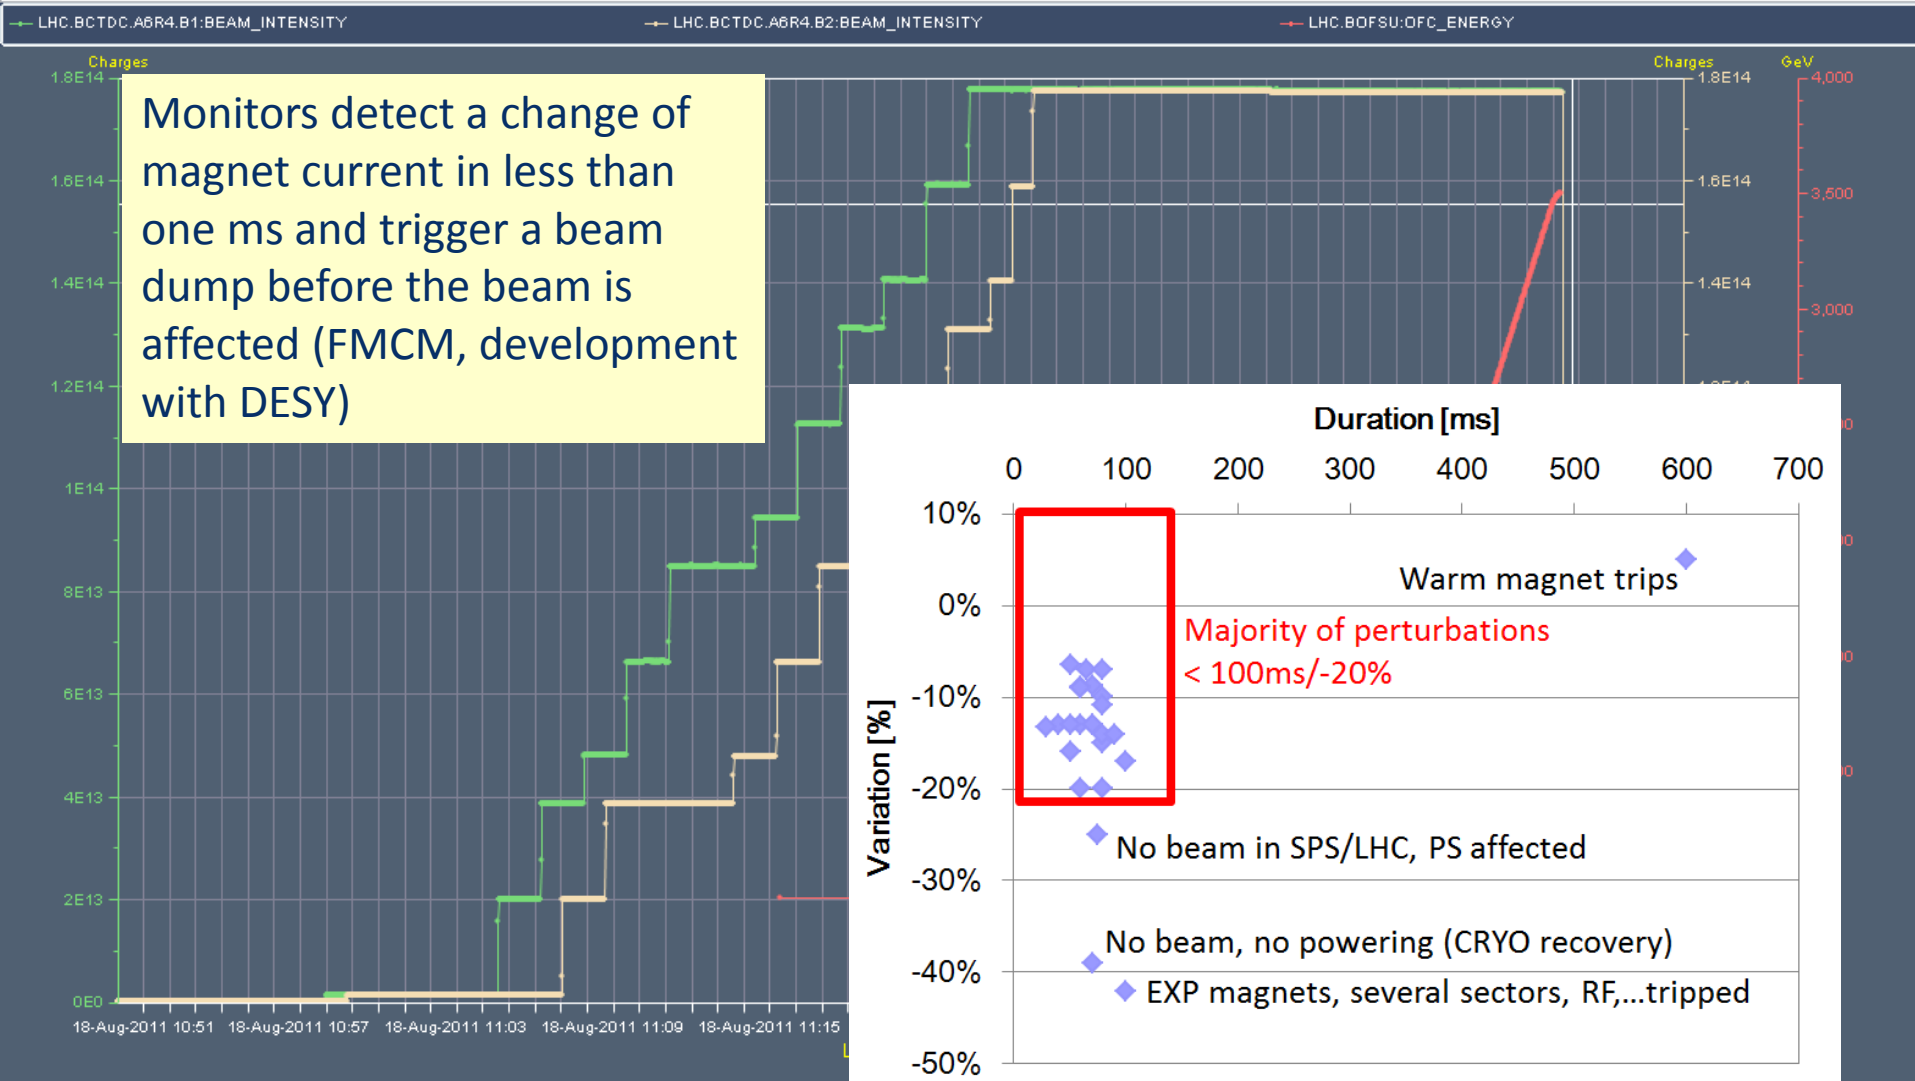 LHC.BCTDC.A6R4.B1:BEAM_INTENSITY
LHC.BCTDC.A6R4.B2:BEAM_INTENSITY
LHC.BOFSU:OFC_ENERGY
Charges
Charges
GeV
1.8E14
1.6E14
1.4E14
1.2E14
1E14
8E13
6E13
4E13
2E13
0E0
1.8E14
1.6E14
1.4E14
4,000
3,500
3,000
Monitors detect a change of
magnet current in less than
one ms and trigger a beam
dump before the beam is
affected (FMCM, development
with DESY)
Duration [ms]
0 100 200 300 400 500 600 700
10%
0%
-10%
-20%
-30%
-40%
-50%
Variation [%]
Warm magnet trips
Majority of perturbations
< 100ms/-20%
No beam in SPS/LHC, PS affected
No beam, no powering (CRYO recovery)
EXP magnets, several sectors, RF,...tripped
18-Aug-2011 10:51 18-Aug-2011 10:57 18-Aug-2011 11:03 18-Aug-2011 11:09 18-Aug-2011 11:15